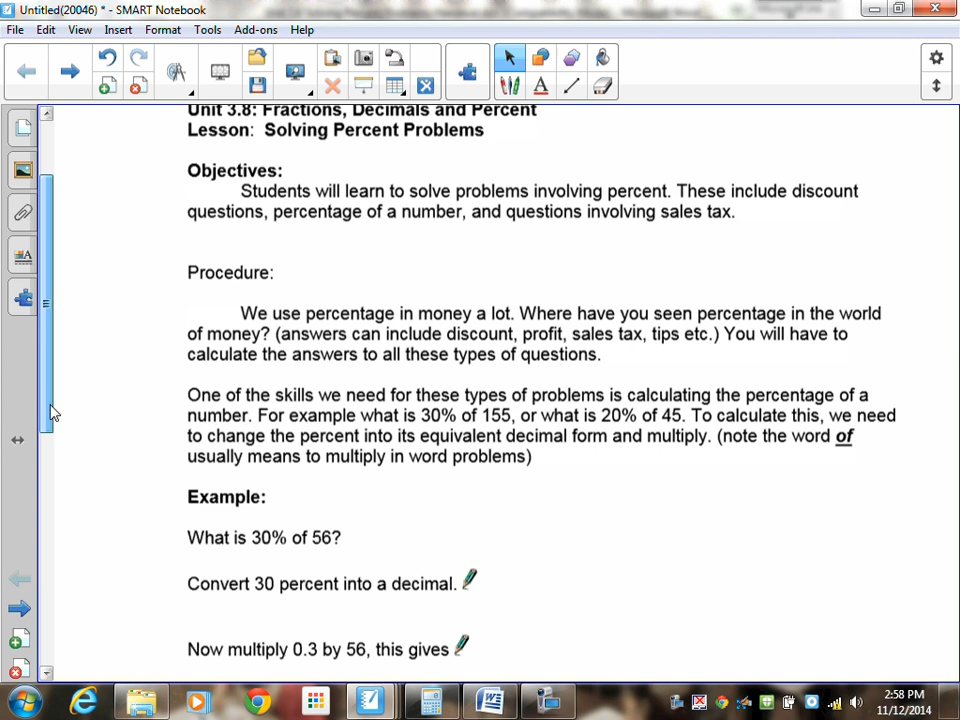 Untitled(20046) * - SMART Notebook
File Edit View Insert Format Tools Add-ons Help
Unit 3.8: Fractions, Decimals and Percent
Lesson: Solving Percent Problems
Objectives:
Students will learn to solve problems involving percent. These include discount
questions, percentage of a number, and questions involving sales tax.
Procedure:
We use percentage in money a lot. Where have you seen percentage in the world
of money? (answers can include discount, profit, sales tax, tips etc.) You will have to
calculate the answers to all these types of questions.
One of the skills we need for these types of problems is calculating the percentage of a
number. For example what is 30% of 155, or what is 20% of 45. To calculate this, we need
to change the percent into its equivalent decimal form and multiply. (note the word of
usually means to multiply in word problems)
Example:
What is 30% of 56?
Convert 30 percent into a decimal.
Now multiply 0.3 by 56, this gives
2:58 PM
11/12/2014